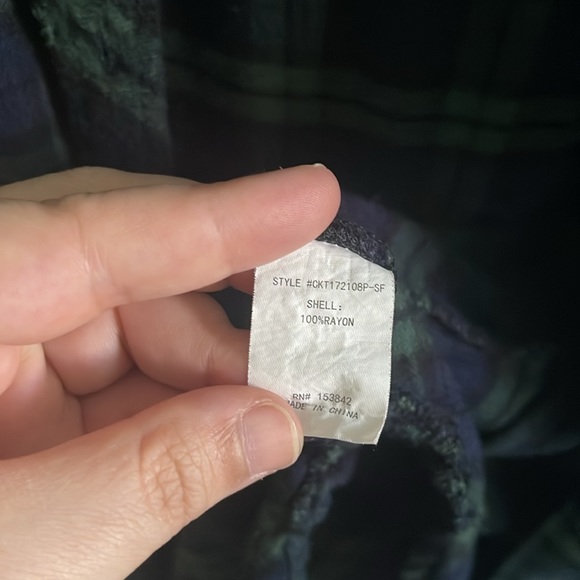 STYLE #CKT172108P-SF
SHELL:
100%RAYON
RN# 153842
MADE IN CHINA